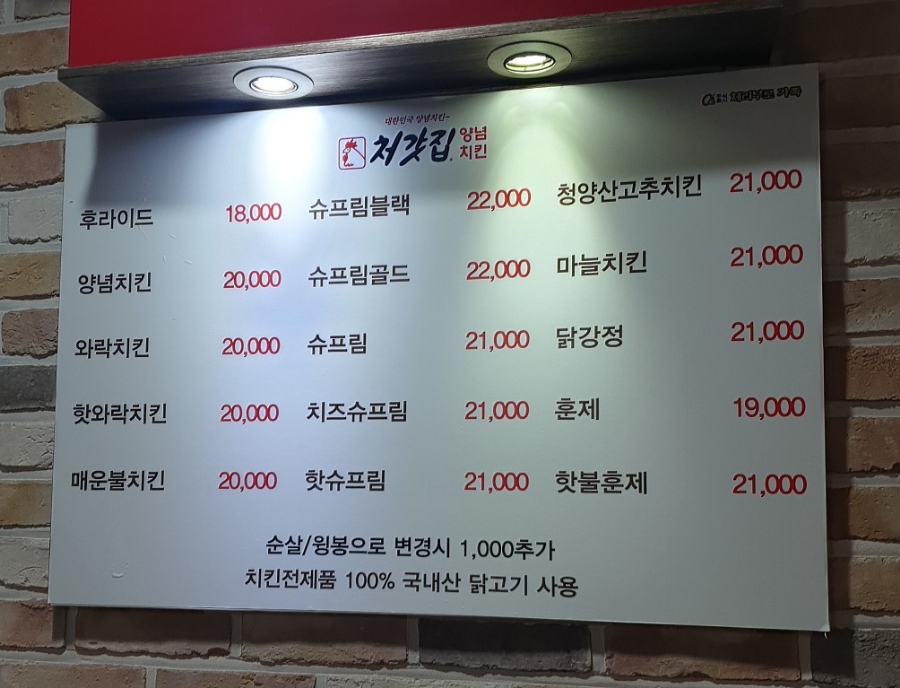 대한민국 양념치킨~
처갓집 양념
치킨
체리부로 가족
후라이드 18,000 슈프림블랙 22,000 청양산고추치킨 21,000
양념치킨 20,000 슈프림골드 22,000 마늘치킨 21,000
와락치킨 20,000 슈프림 21,000 닭강정 21,000
핫와락치킨 20,000 치즈슈프림 21,000 훈제 19,000
매운불치킨 20,000 핫슈프림 21,000 핫불훈제 21,000
순살/윙봉으로 변경시 1,000추가
치킨전제품 100% 국내산 닭고기 사용